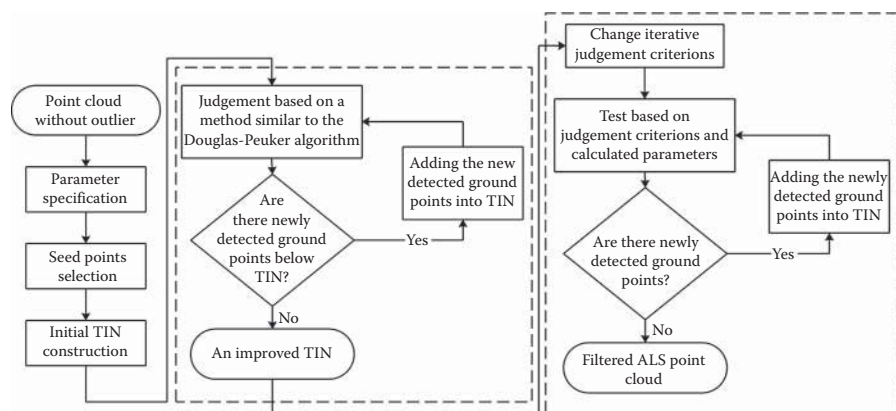 Point cloud
without outlier
Parameter
specification
Seed points
selection
Initial TIN
construction
Judgement based on a
method similar to the
Douglas-Peuker algorithm
Are
there newly
detected ground
points below
TIN?
Yes
Adding the new
detected ground
points into TIN
No
An improved TIN
Change iterative
judgement criterions
Test based on
judgement criterions and
calculated parameters
Are there newly
detected ground
points?
Yes
Adding the newly
detected ground
points into TIN
No
Filtered ALS point
cloud